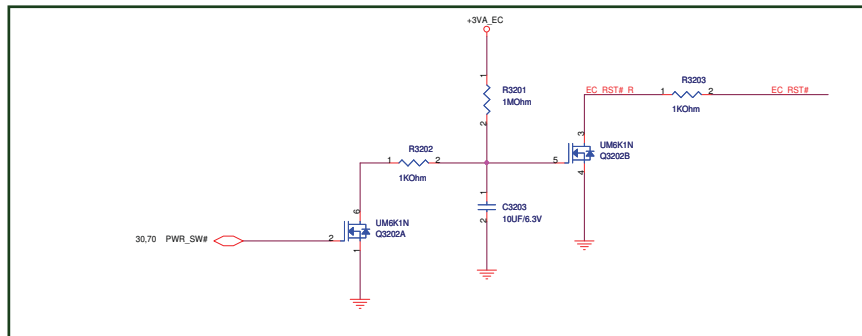 +3VA_EC
1
R3201
1MOhm
2
EC_RST#_R
1
R3203
1KOhm
2
EC_RST#
1
R3202
1KOhm
2
5
3
UM6K1N
Q3202B
4
1
C3203
10UF/6.3V
2
30,70 PWR_SW#
2
6
UM6K1N
Q3202A
1